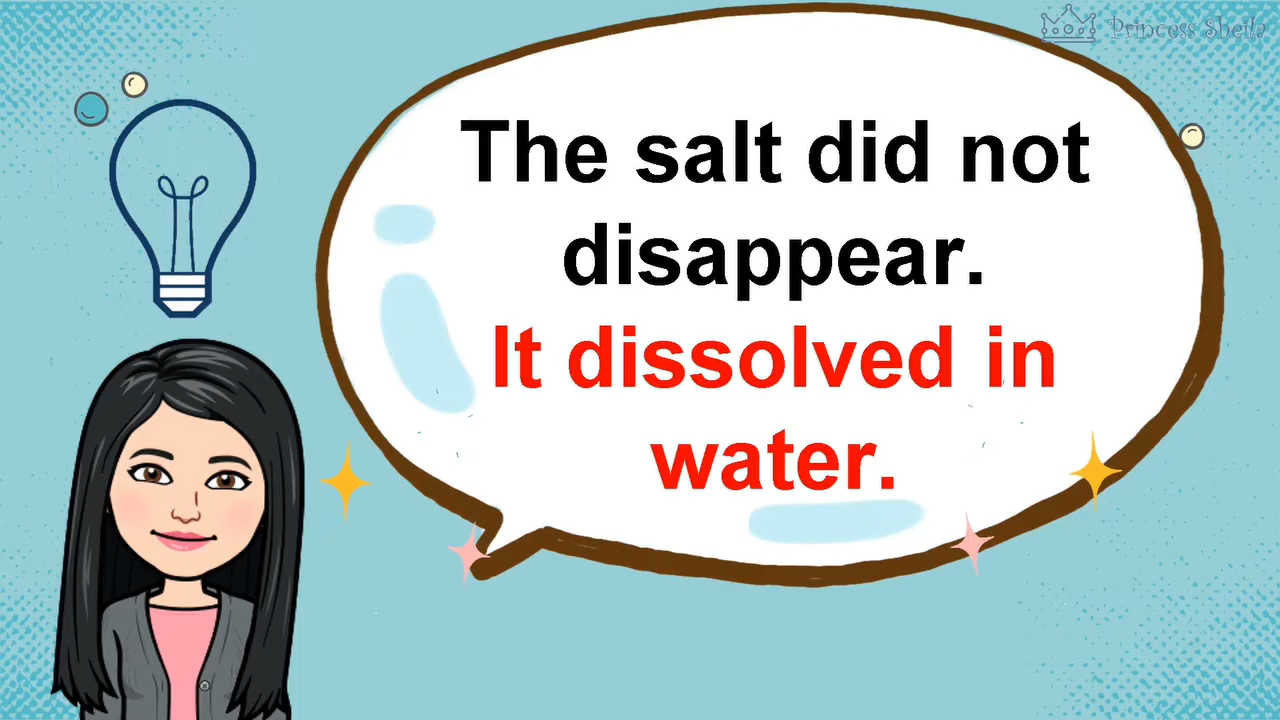 Princess Sheila
The salt did not
disappear.
It dissolved in
water.